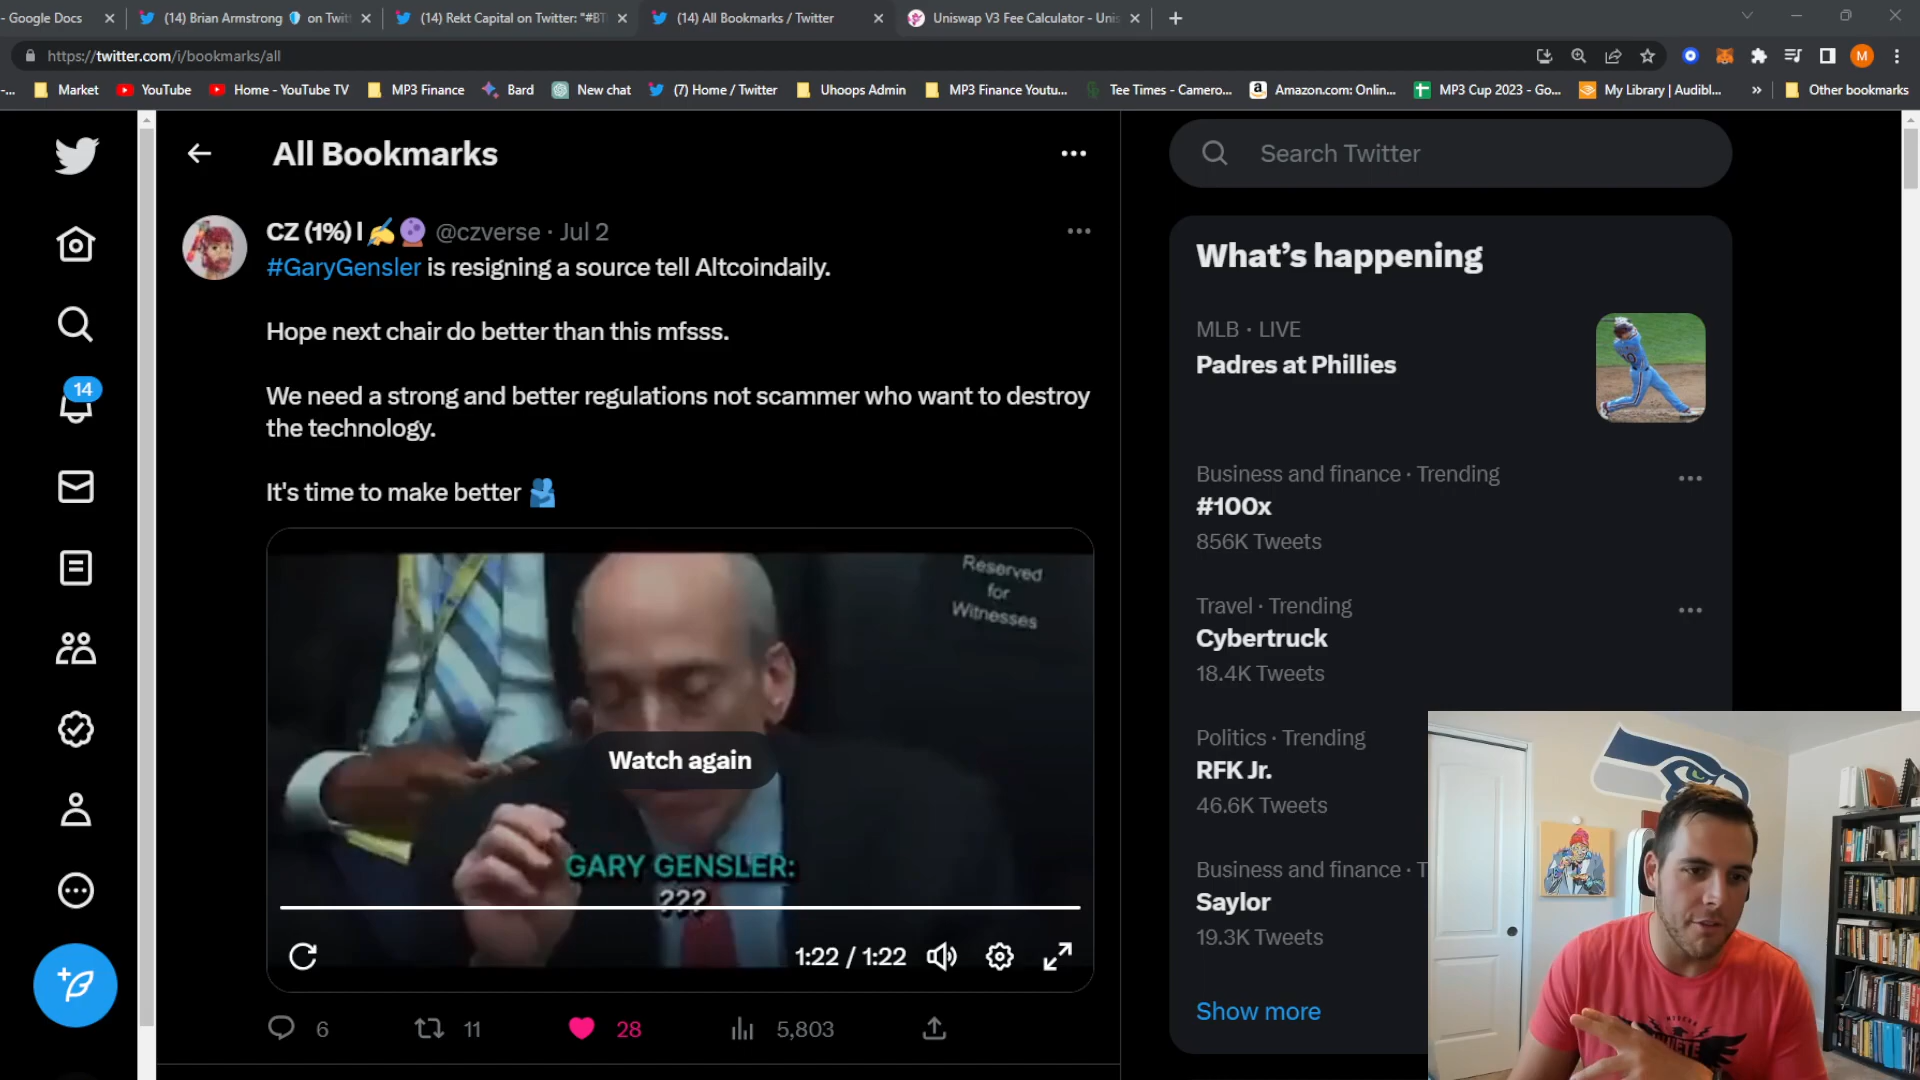 - Google Docs
(14) Brian Armstrong on Twit
(14) Rekt Capital on Twitter: "#BT
(14) All Bookmarks / Twitter
Uniswap V3 Fee Calculator - Unis
https://twitter.com/i/bookmarks/all
M
-...
Market
YouTube
Home - YouTube TV
MP3 Finance
Bard
New chat
(7) Home / Twitter
Uhoops Admin
MP3 Finance Youtu...
Tee Times - Camero...
Amazon.com: Onlin...
MP3 Cup 2023 - Go...
My Library | Audibl...
»
Other bookmarks
All Bookmarks
CZ (1%) | @czverse · Jul 2
#GaryGensler is resigning a source tell Altcoindaily.
Hope next chair do better than this mfsss.
We need a strong and better regulations not scammer who want to destroy
the technology.
It's time to make better
Reserved
for
Witnesses
Watch again
GARY GENSLER:
???
1:22 / 1:22
6
11
28
5,803
14
Search Twitter
What's happening
MLB · LIVE
Padres at Phillies
Business and finance · Trending
#100x
856K Tweets
Travel · Trending
Cybertruck
18.4K Tweets
Politics · Trending
RFK Jr.
46.6K Tweets
Business and finance · T
Saylor
19.3K Tweets
Show more